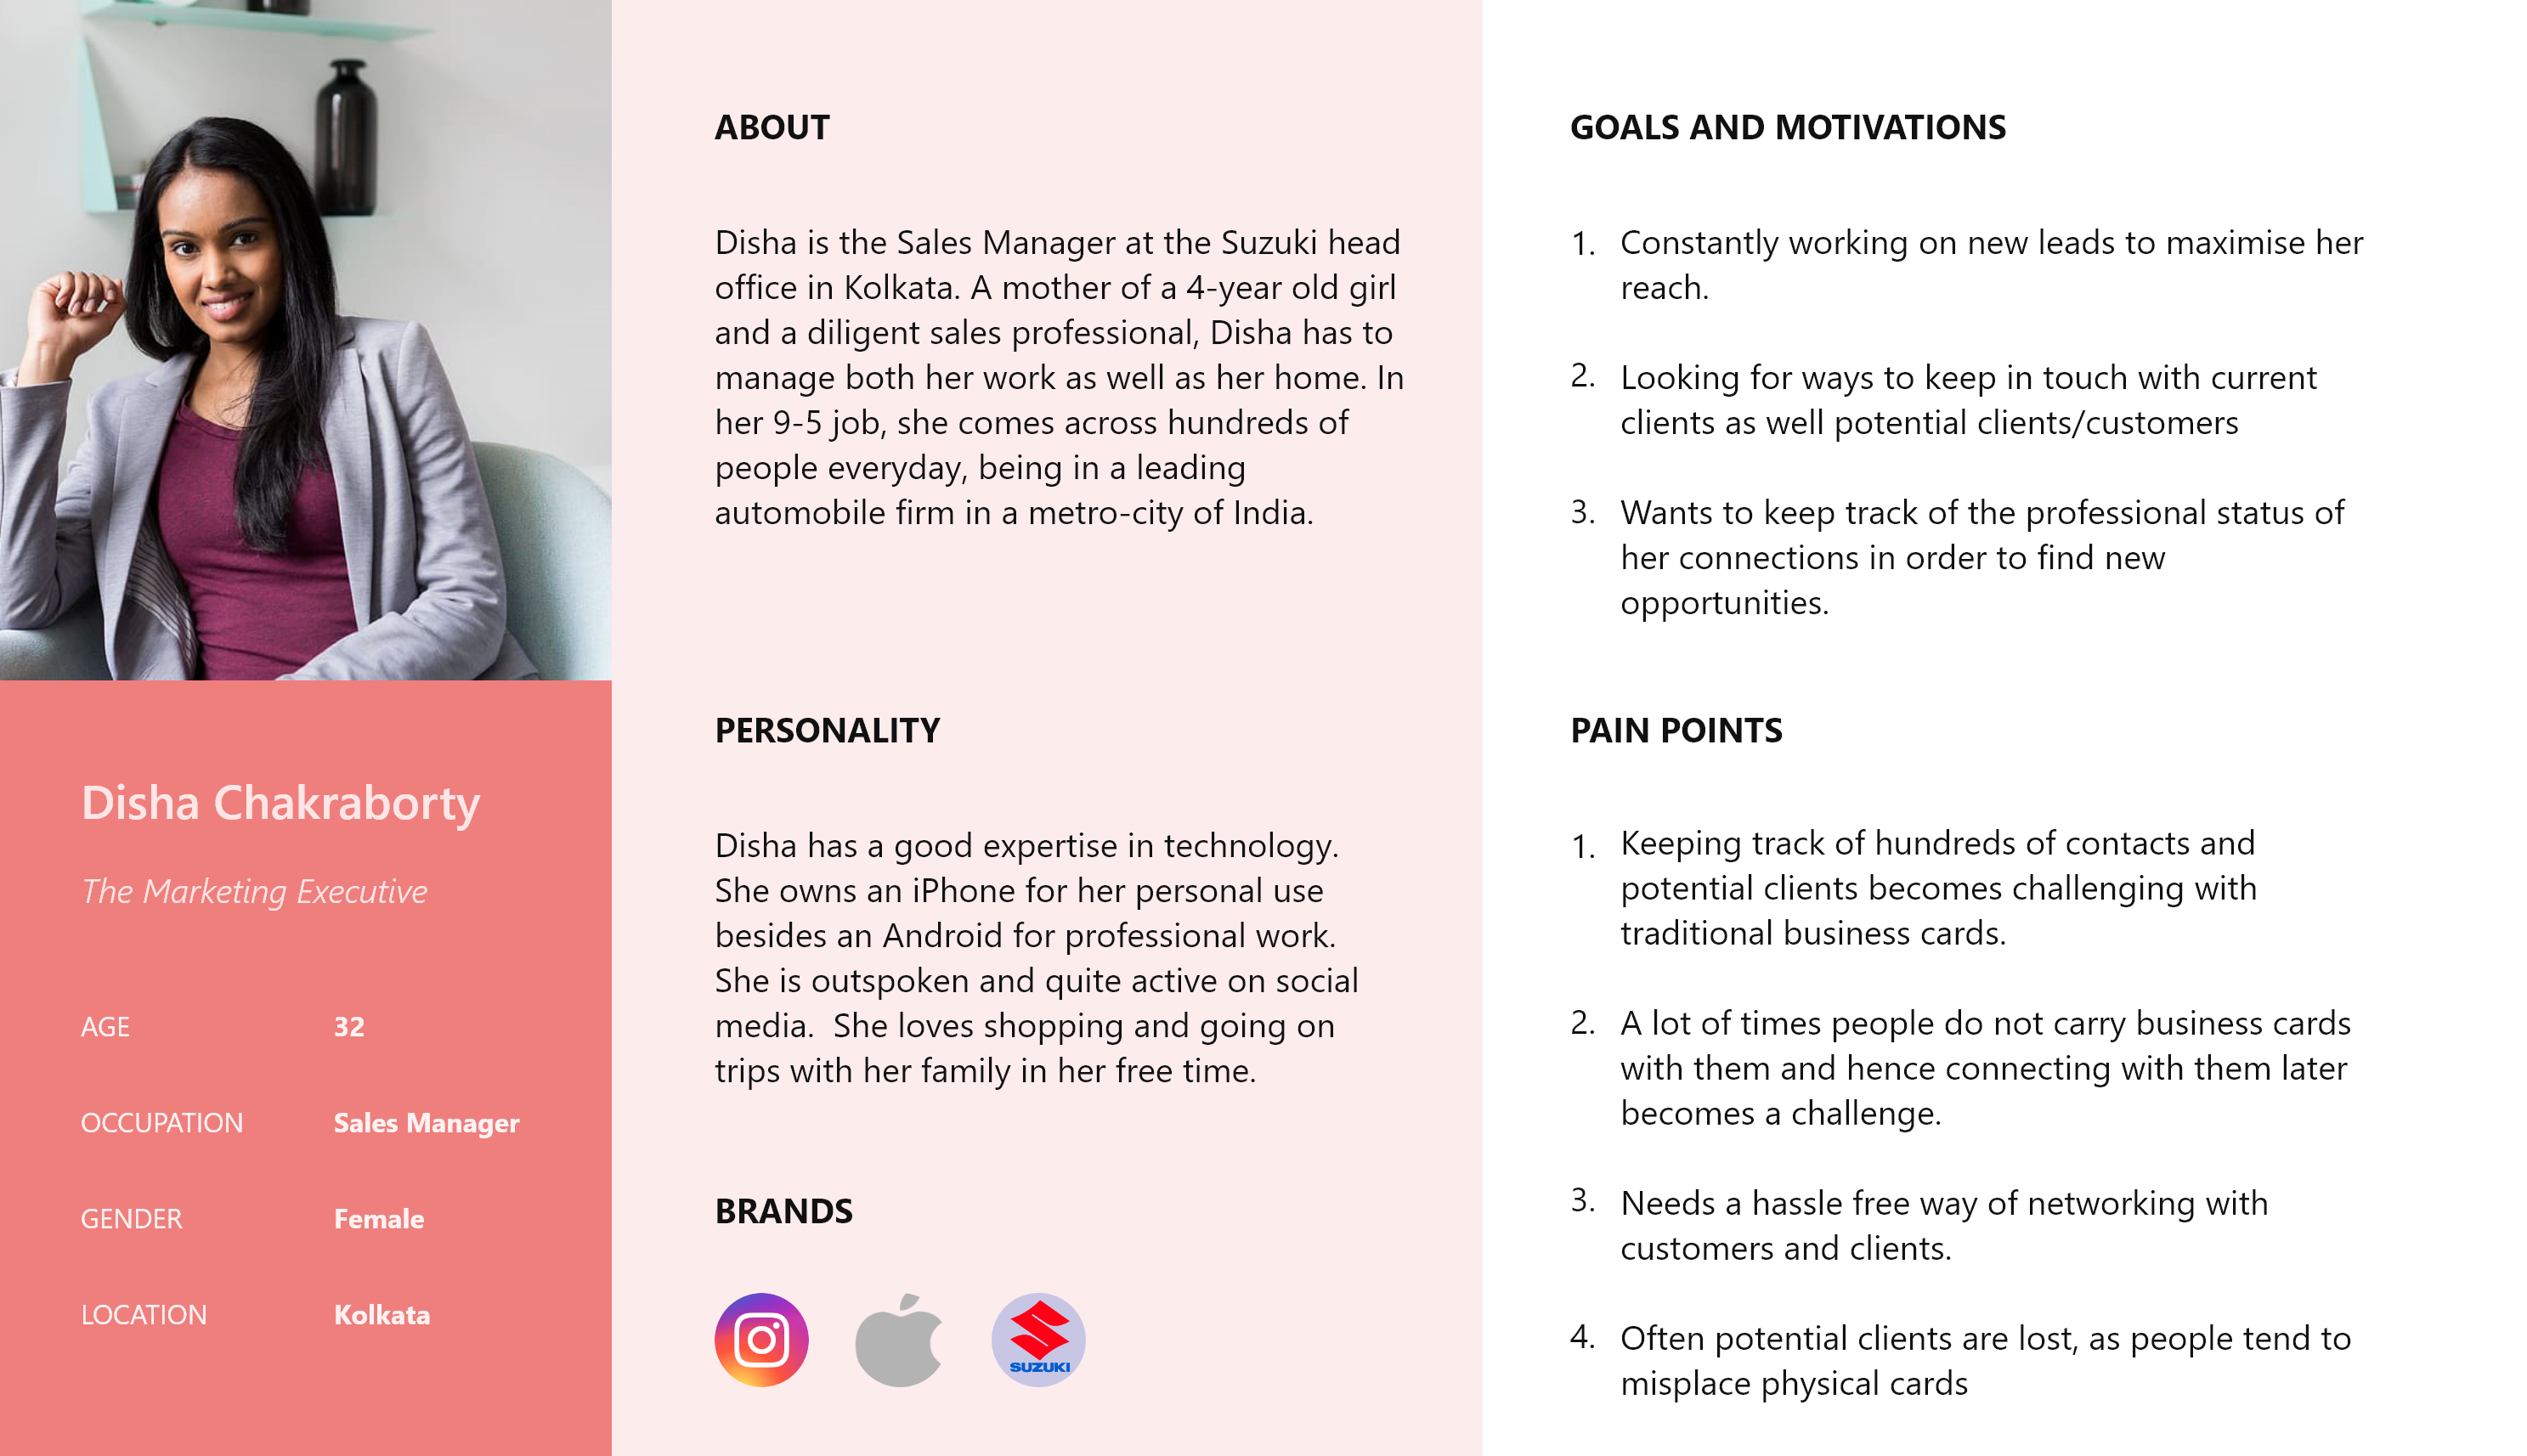 Disha Chakraborty
The Marketing Executive
AGE 32
OCCUPATION Sales Manager
GENDER Female
LOCATION Kolkata
ABOUT
Disha is the Sales Manager at the Suzuki head
office in Kolkata. A mother of a 4-year old girl
and a diligent sales professional, Disha has to
manage both her work as well as her home. In
her 9-5 job, she comes across hundreds of
people everyday, being in a leading
automobile firm in a metro-city of India.
PERSONALITY
Disha has a good expertise in technology.
She owns an iPhone for her personal use
besides an Android for professional work.
She is outspoken and quite active on social
media.  She loves shopping and going on
trips with her family in her free time.
BRANDS
SUZUKI
GOALS AND MOTIVATIONS
1. Constantly working on new leads to maximise her
reach.
2. Looking for ways to keep in touch with current
clients as well potential clients/customers
3. Wants to keep track of the professional status of
her connections in order to find new
opportunities.
PAIN POINTS
1. Keeping track of hundreds of contacts and
potential clients becomes challenging with
traditional business cards.
2. A lot of times people do not carry business cards
with them and hence connecting with them later
becomes a challenge.
3. Needs a hassle free way of networking with
customers and clients.
4. Often potential clients are lost, as people tend to
misplace physical cards